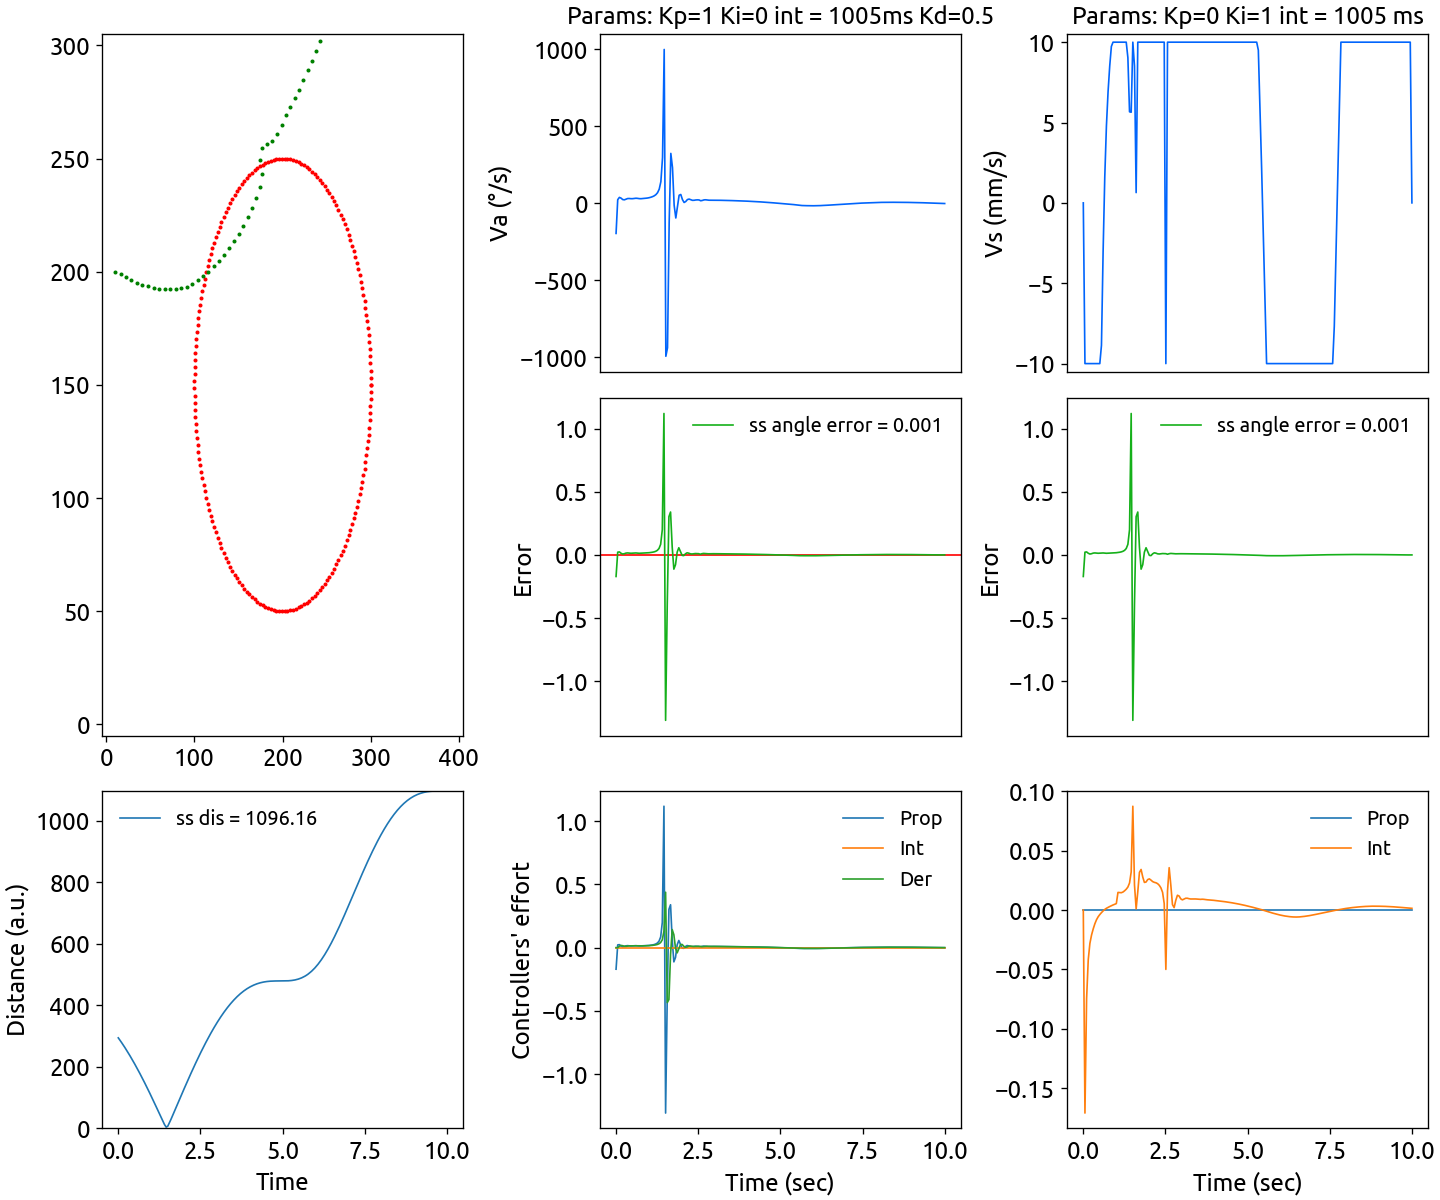 Params: Kp=1 Ki=0 int = 1005ms Kd=0.5
Params: Kp=0 Ki=1 int = 1005 ms
300
250
200
150
100
50
0
0 100 200 300 400
Va (°/s)
1000
500
0
−500
−1000
Vs (mm/s)
10
5
0
−5
−10
Error
1.0
0.5
0.0
−0.5
−1.0
ss angle error = 0.001
Error
1.0
0.5
0.0
−0.5
−1.0
ss angle error = 0.001
Distance (a.u.)
1000
800
600
400
200
0
ss dis = 1096.16
0.0 2.5 5.0 7.5 10.0
Time
Controllers' effort
1.0
0.5
0.0
−0.5
−1.0
Prop
Int
Der
0.0 2.5 5.0 7.5 10.0
Time (sec)
0.10
0.05
0.00
−0.05
−0.10
−0.15
Prop
Int
0.0 2.5 5.0 7.5 10.0
Time (sec)